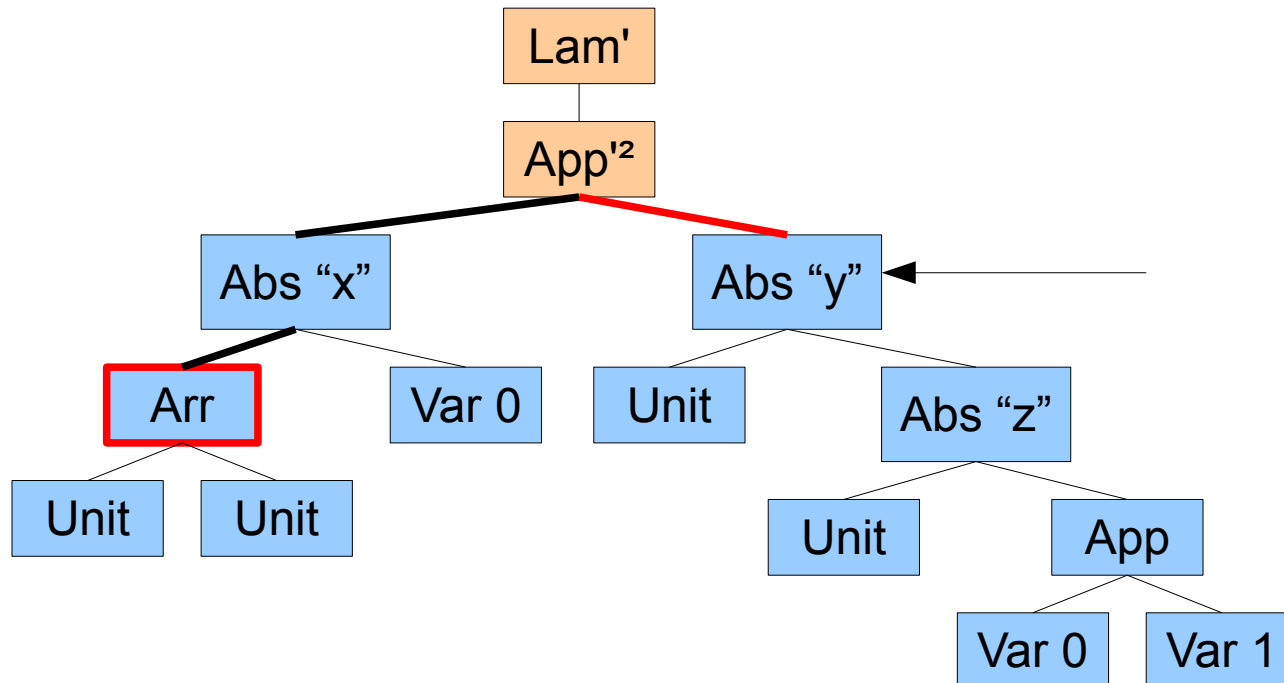 Lam'
App'²
Abs “x”
Abs “y”
Arr
Var 0
Unit
Abs “z”
Unit
Unit
Unit
App
Var 0
Var 1